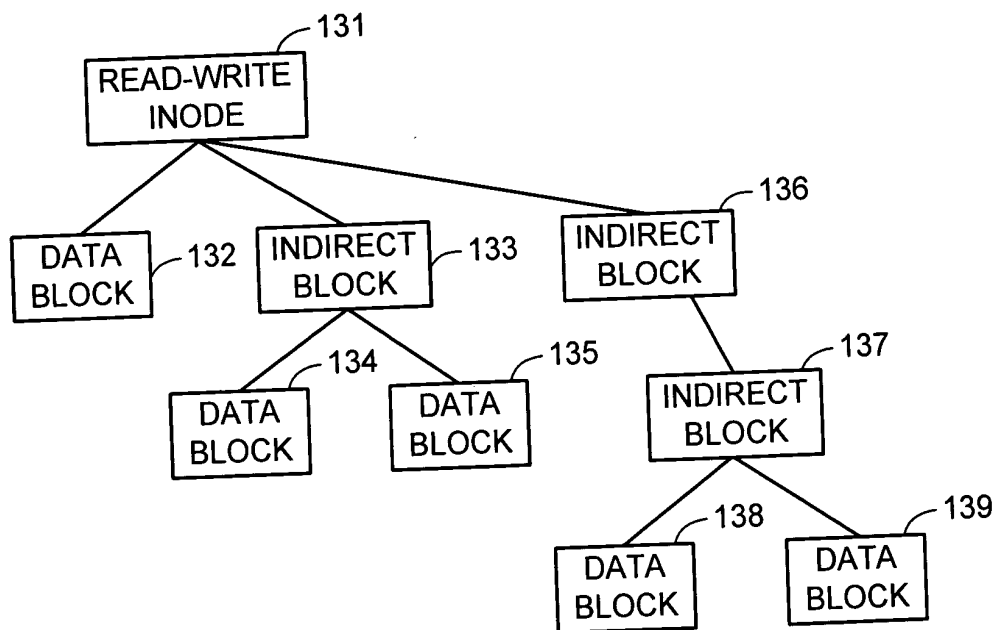 131
READ-WRITE
INODE
136
DATA
BLOCK
132
INDIRECT
BLOCK
133
INDIRECT
BLOCK
134
135
137
DATA
BLOCK
DATA
BLOCK
INDIRECT
BLOCK
138
139
DATA
BLOCK
DATA
BLOCK